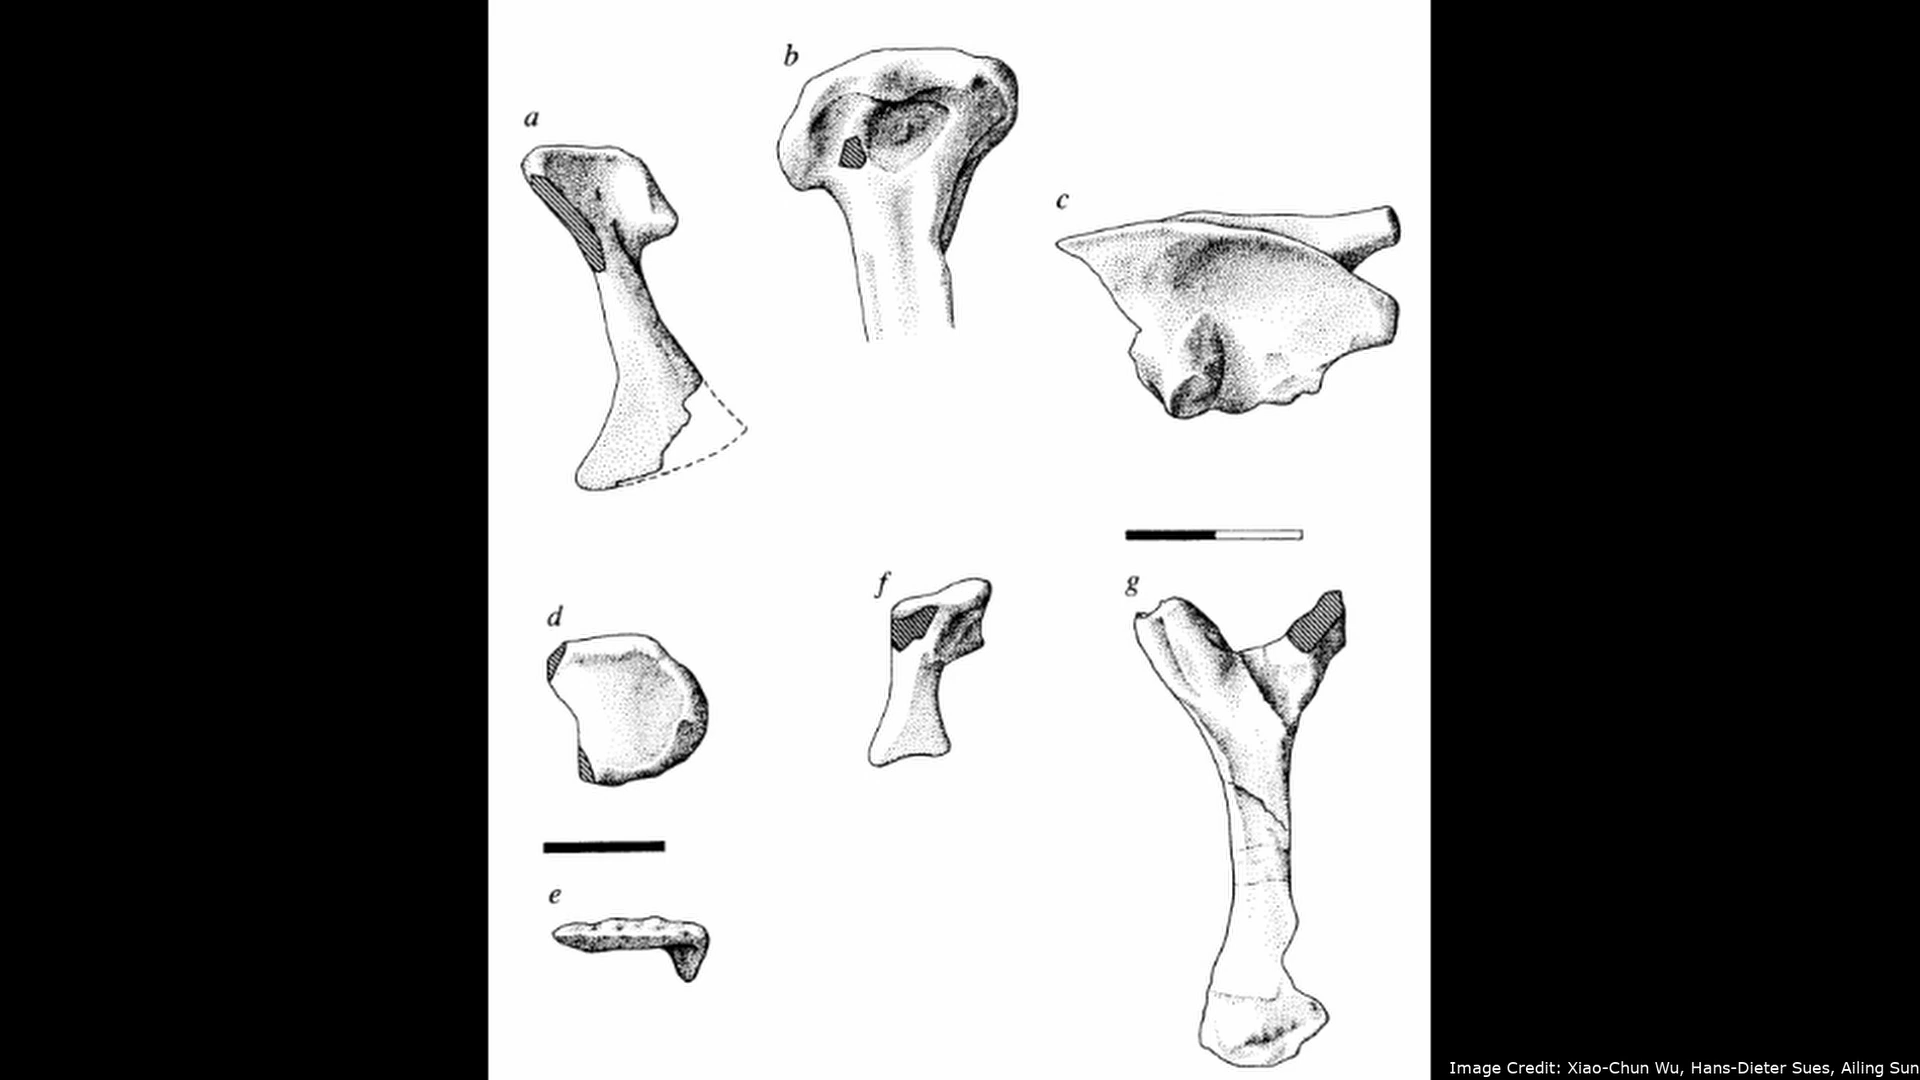 b
a
c
f
g
d
e
Image Credit: Xiao-Chun Wu, Hans-Dieter Sues, Ailing Sun